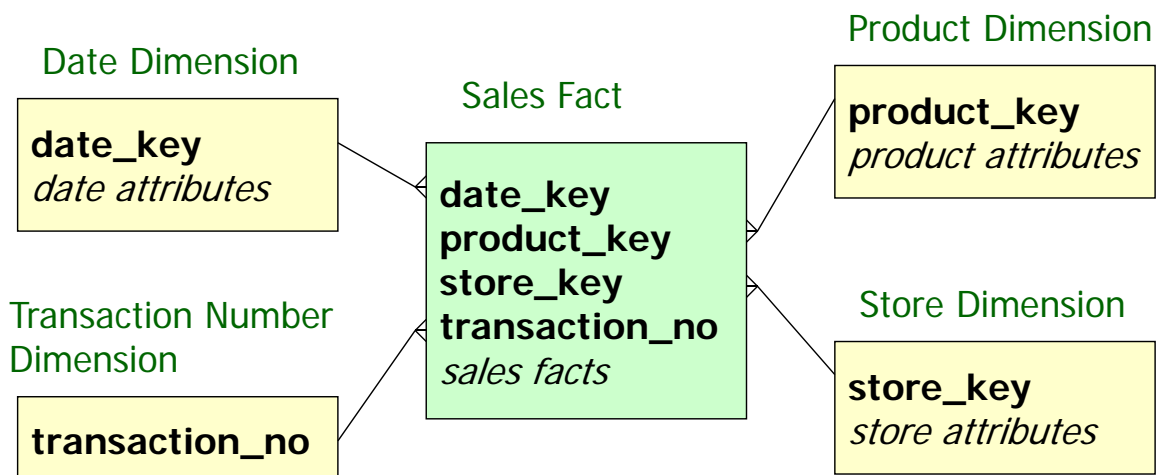 Date Dimension
date_key
date attributes
Sales Fact
date_key
product_key
store_key
transaction_no
sales facts
Product Dimension
product_key
product attributes
Transaction Number
Dimension
transaction_no
Store Dimension
store_key
store attributes